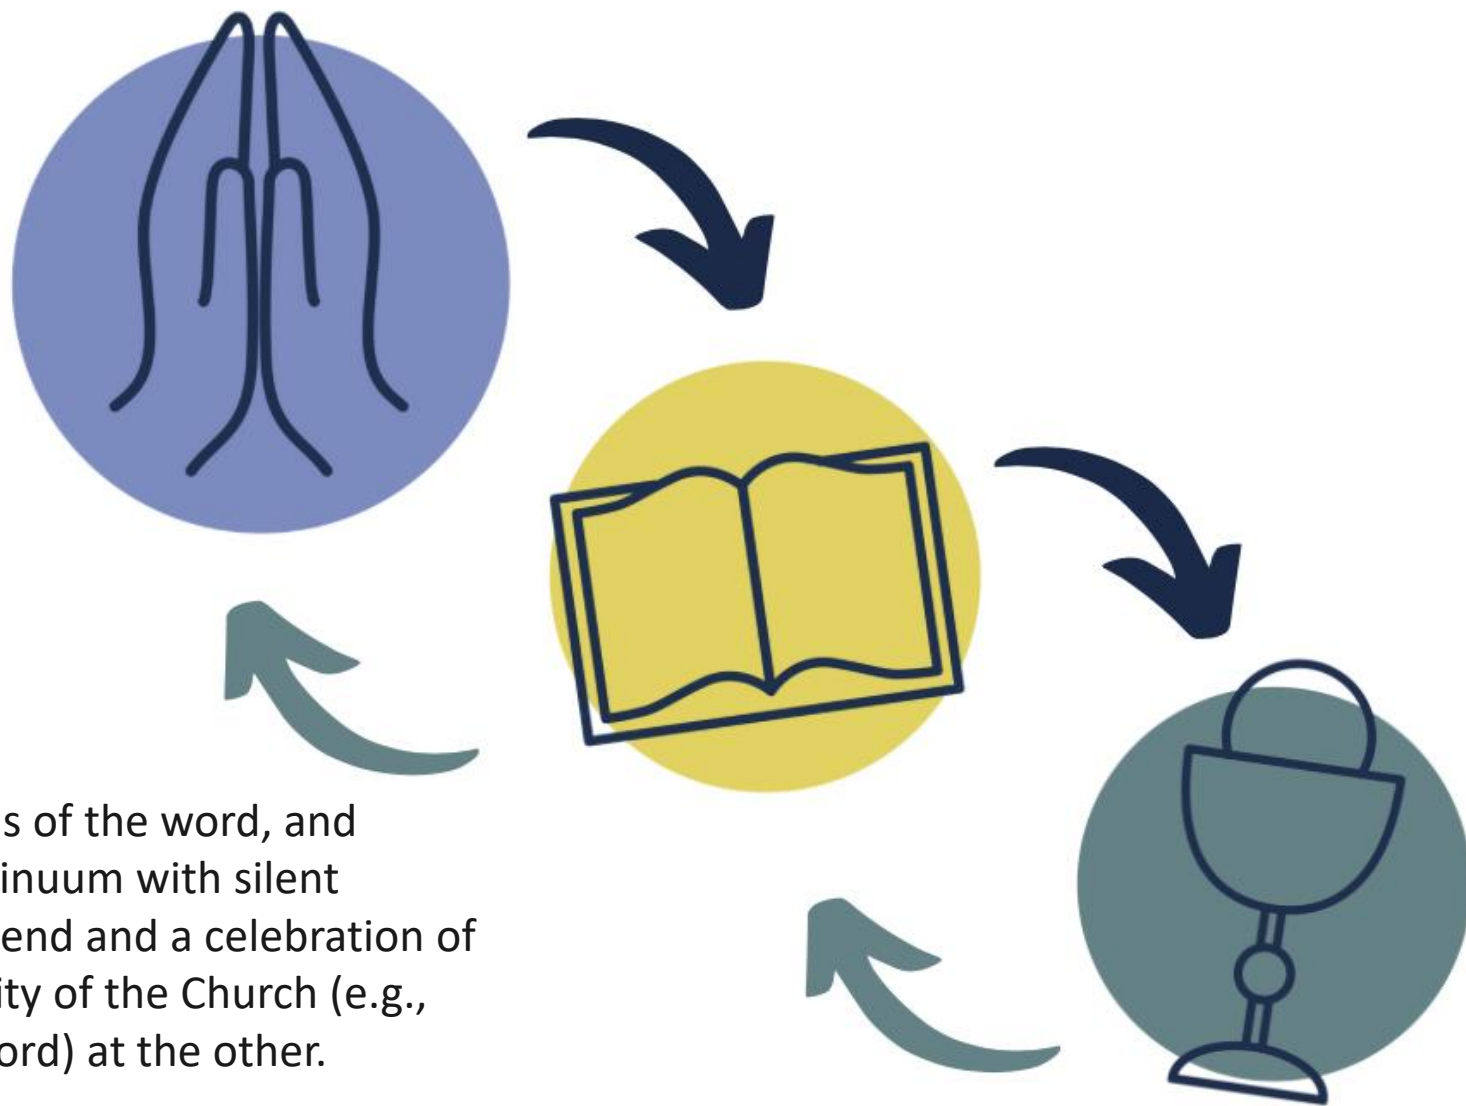 s of the word, and
inuum with silent
end and a celebration of
ity of the Church (e.g.,
ord) at the other.